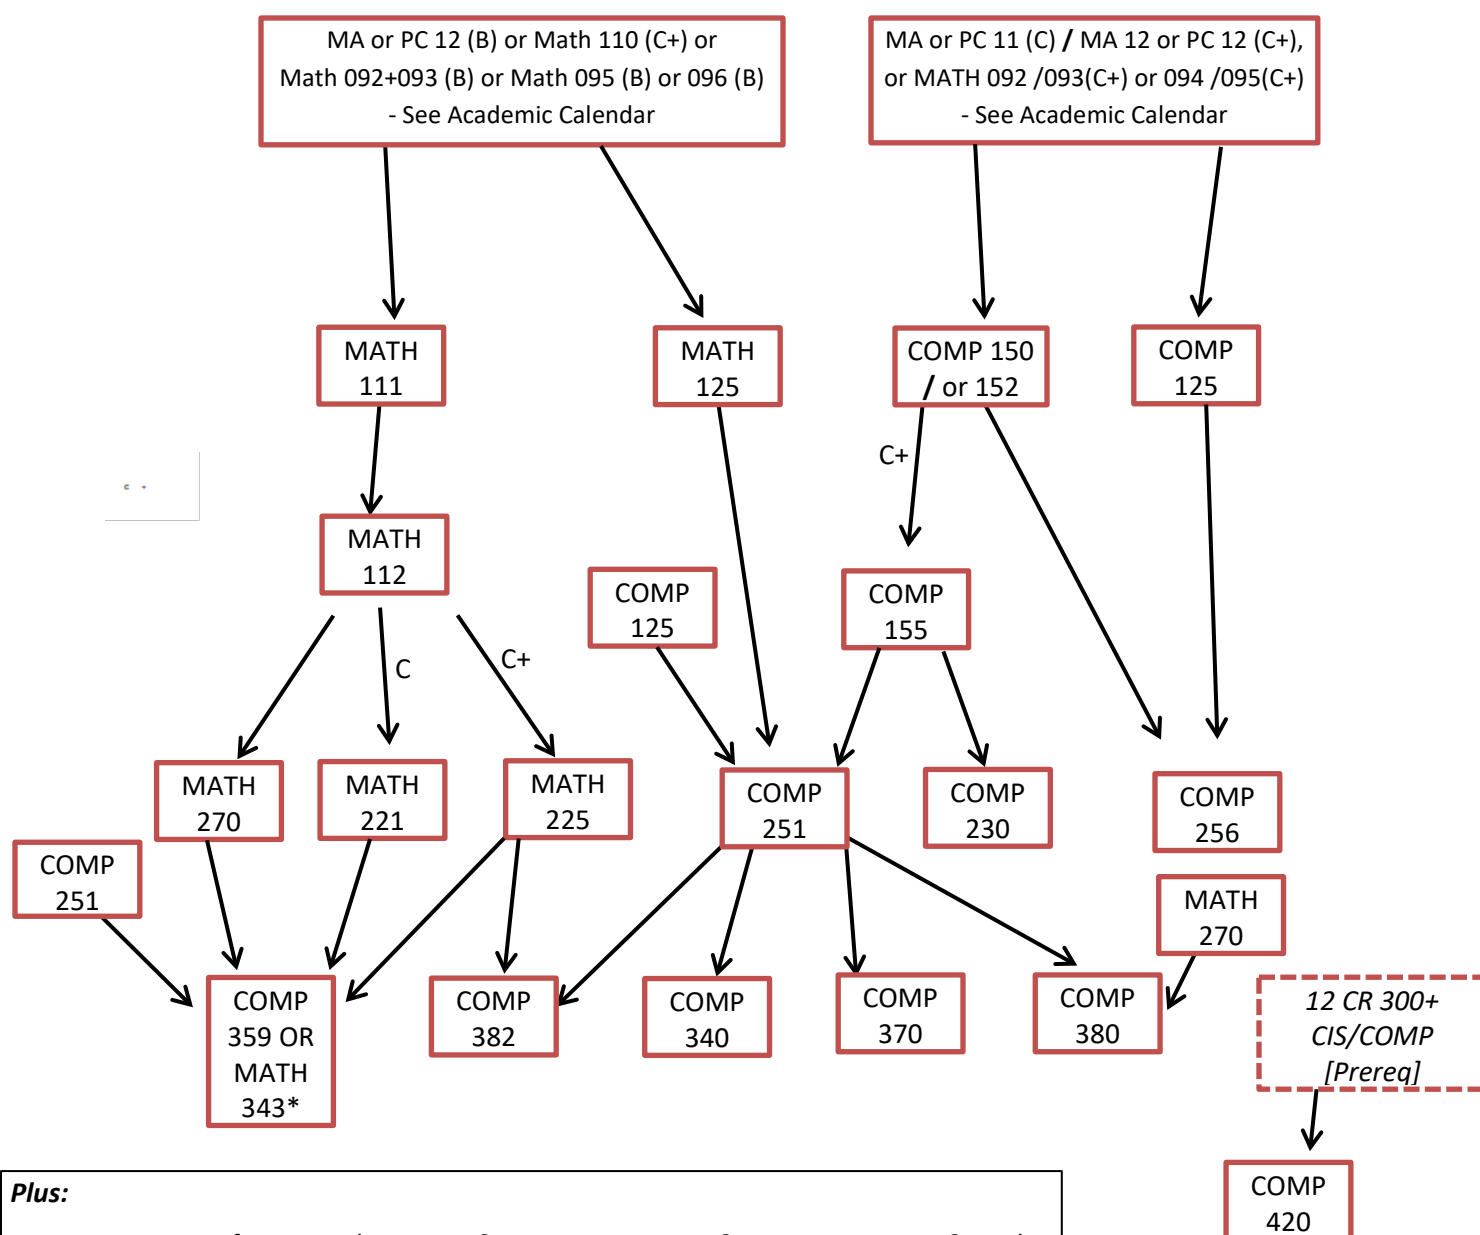 MA or PC 12 (B) or Math 110 (C+) or
Math 092+093 (B) or Math 095 (B) or 096 (B)
- See Academic Calendar
MA or PC 11 (C) / MA 12 or PC 12 (C+),
or MATH 092 /093(C+) or 094 /095(C+)
- See Academic Calendar
MATH
111
MATH
125
COMP 150
/ or 152
COMP
125
C+
MATH
112
COMP
125
COMP
155
C
C+
MATH
270
MATH
221
MATH
225
COMP
251
COMP
230
COMP
256
COMP
251
MATH
270
COMP
359 OR
MATH
343*
COMP
382
COMP
340
COMP
370
COMP
380
12 CR 300+
CIS/COMP
[Prereq]
COMP
420
Plus: